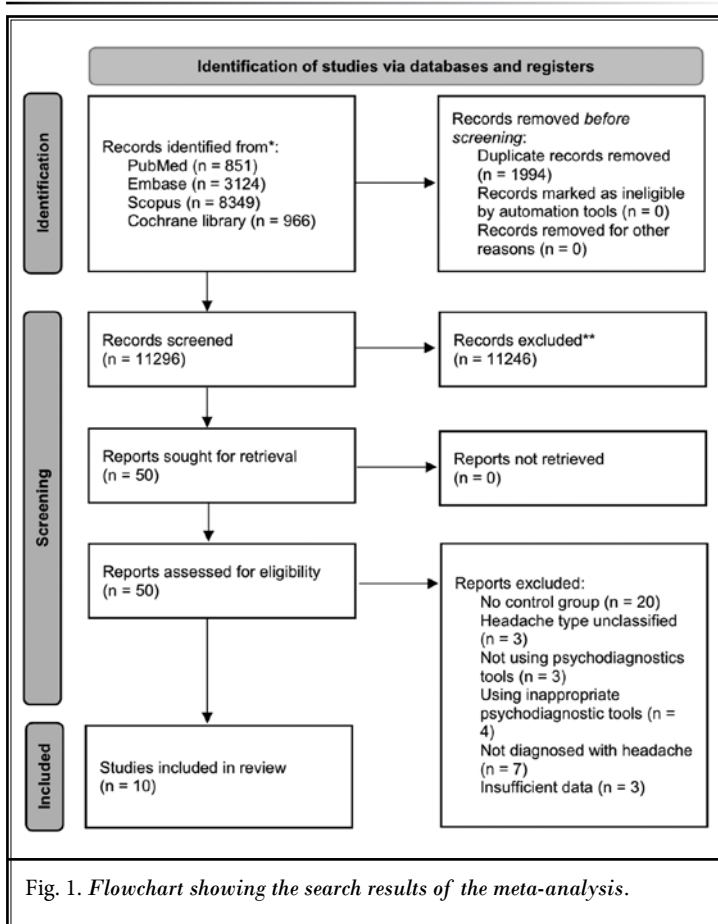 Identification of studies via databases and registers
Identification
Records identified from*:
PubMed (n = 851)
Embase (n = 3124)
Scopus (n = 8349)
Cochrane library (n = 966)
Records removed before
screening:
Duplicate records removed
(n = 1994)
Records marked as ineligible
by automation tools (n = 0)
Records removed for other
reasons (n = 0)
Screening
Records screened
(n = 11296)
Records excluded**
(n = 11246)
Reports sought for retrieval
(n = 50)
Reports not retrieved
(n = 0)
Reports assessed for eligibility
(n = 50)
Reports excluded:
No control group (n = 20)
Headache type unclassified
(n = 3)
Not using psychodiagnostics
tools (n = 3)
Using inappropriate
psychodiagnostic tools (n =
4)
Not diagnosed with headache
(n = 7)
Insufficient data (n = 3)
Included
Studies included in review
(n = 10)
Fig. 1. Flowchart showing the search results of the meta-analysis.